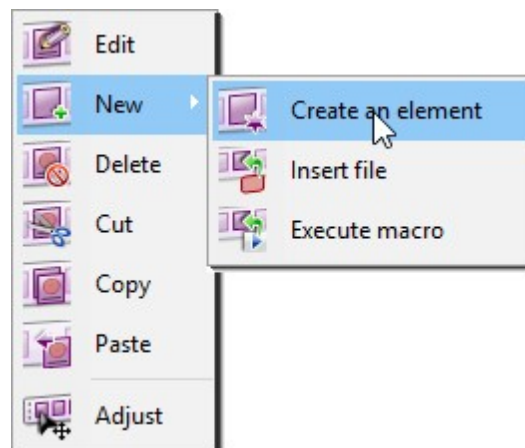 Edit
New
Create an element
Delete
Insert file
Cut
Execute macro
Copy
Paste
Adjust